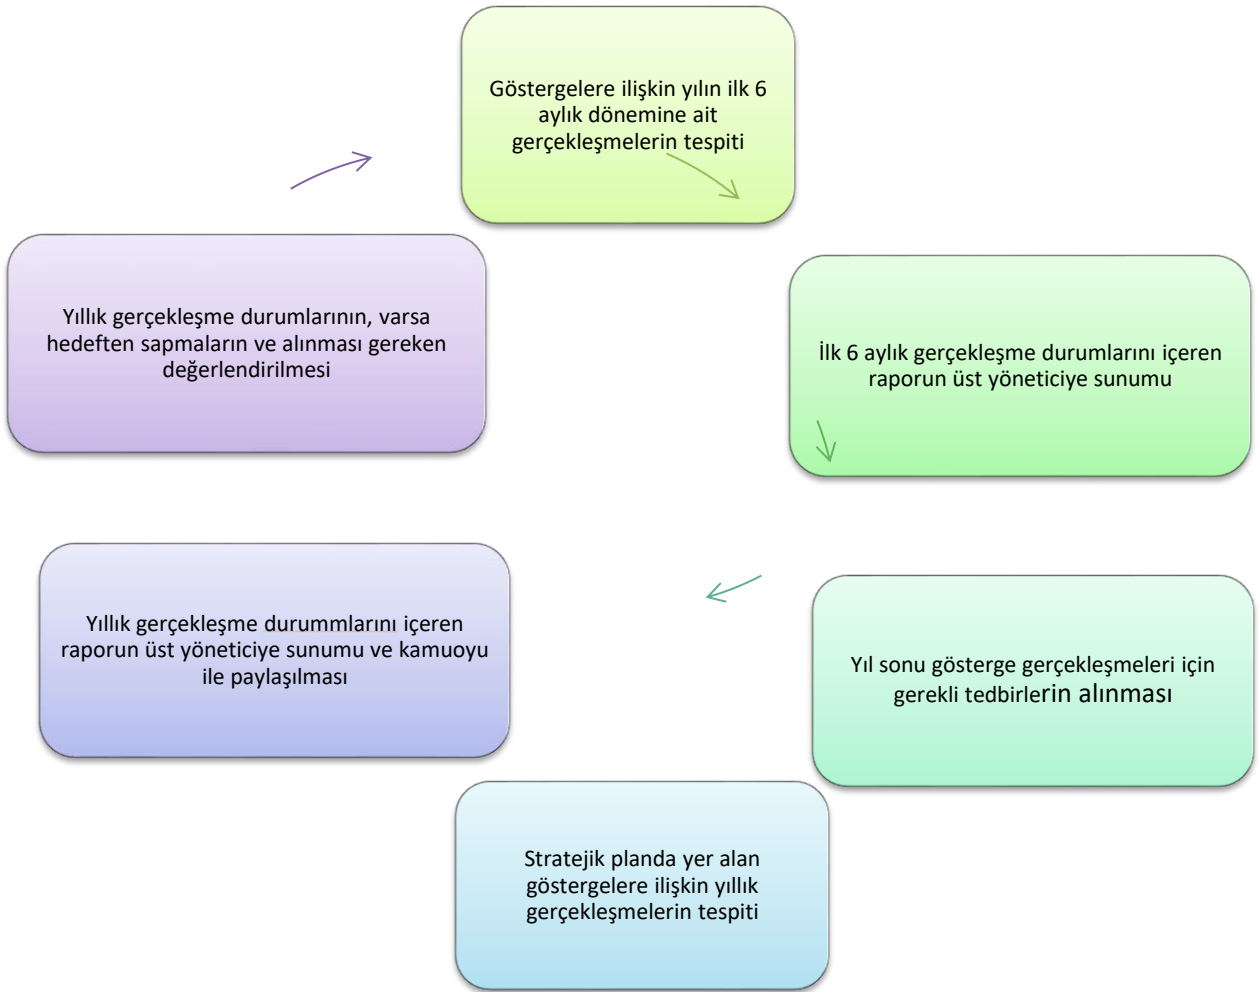 Göstergelere ilişkin yılın ilk 6
aylık dönemine ait
gerçekleşmelerin tespiti
İlk 6 aylık gerçekleşme durumlarını içeren
raporun üst yöneticiye sunumu
Yıl sonu gösterge gerçekleşmeleri için
gerekli tedbirlerin alınması
Stratejik planda yer alan
göstergelere ilişkin yıllık
gerçekleşmelerin tespiti
Yıllık gerçekleşme durummlarını içeren
raporun üst yöneticiye sunumu ve kamuoyu
ile paylaşılması
Yıllık gerçekleşme durumlarının, varsa
hedeften sapmaların ve alınması gereken
değerlendirilmesi